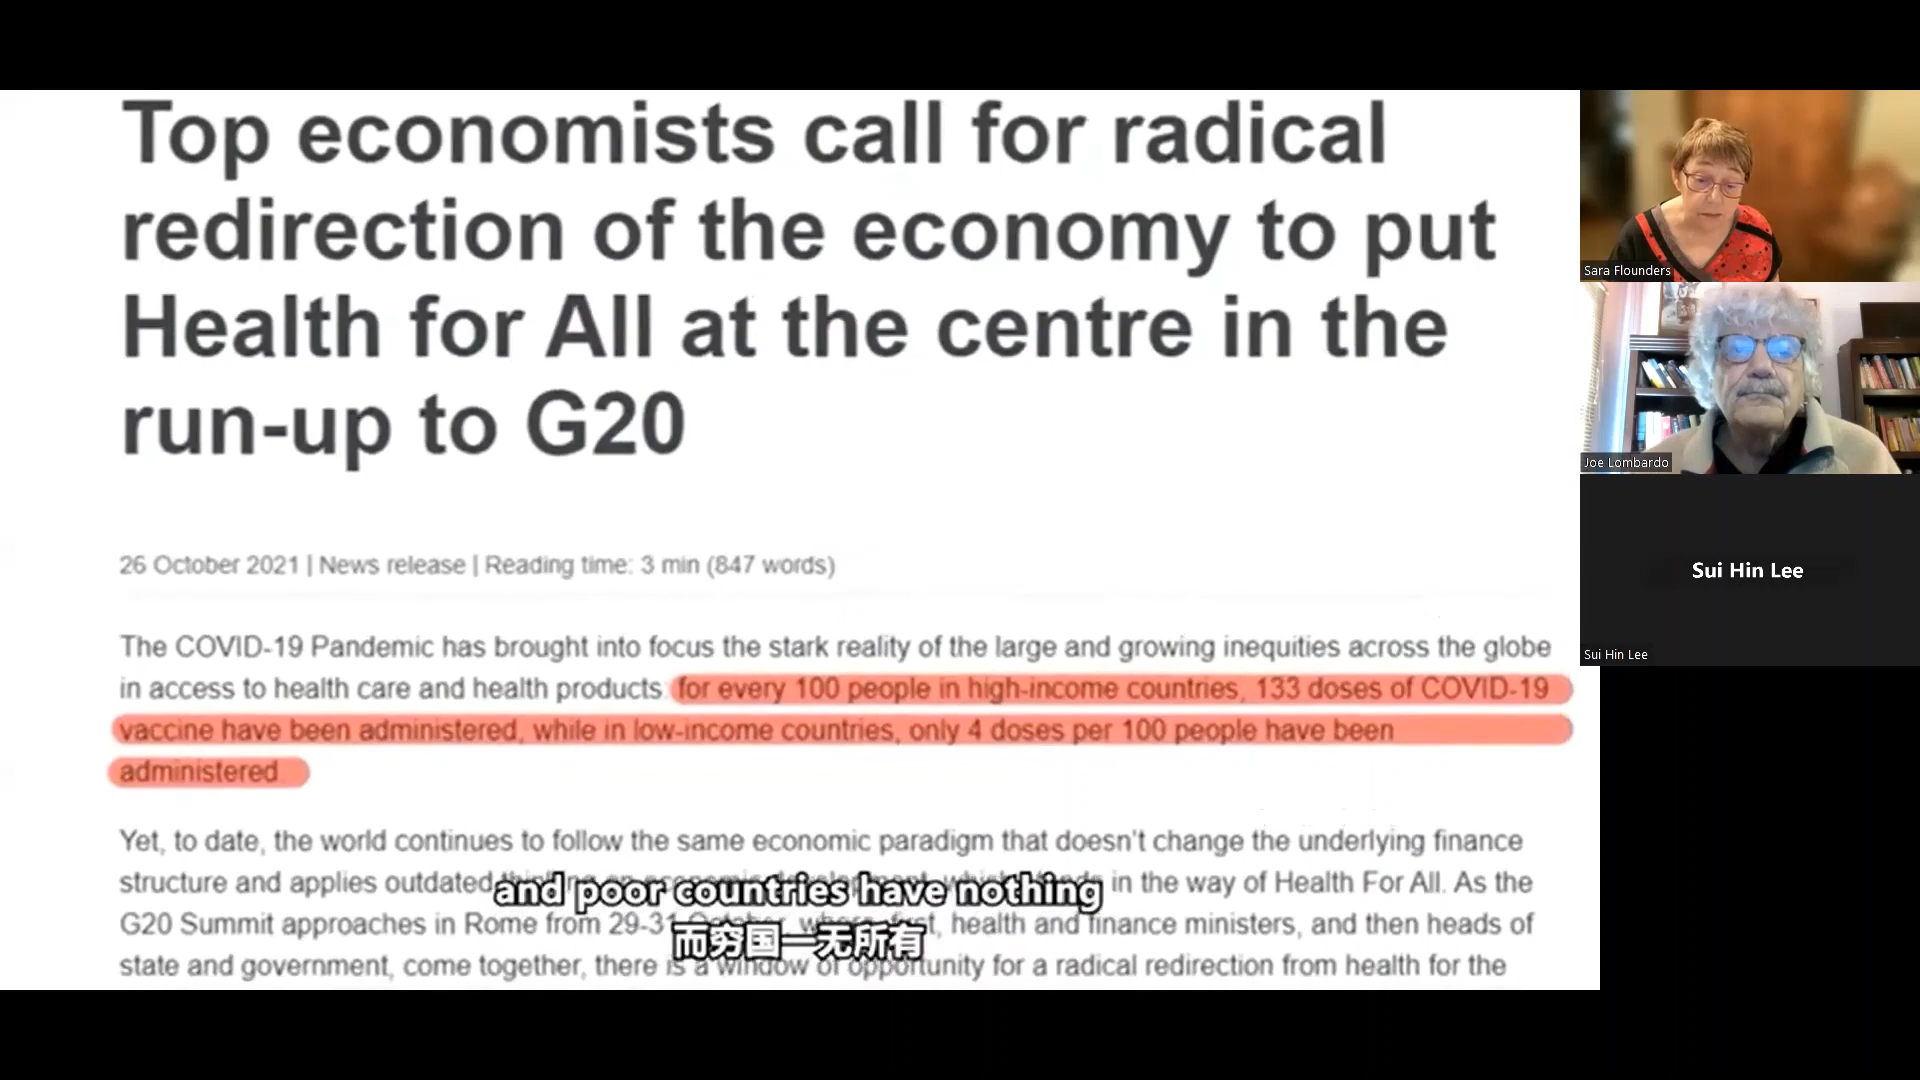 Top economists call for radical
redirection of the economy to put
Health for All at the centre in the
run-up to G20
26 October 2021 | News release | Reading time: 3 min (847 words)
The COVID-19 Pandemic has brought into focus the stark reality of the large and growing inequities across the globe
in access to health care and health products for every 100 people in high-income countries, 133 doses of COVID-19
vaccine have been administered, while in low-income countries, only 4 doses per 100 people have been
administered
Yet, to date, the world continues to follow the same economic paradigm that doesn't change the underlying finance
structure and applies outdated in the way of Health For All. As the
and poor countries have nothing
G20 Summit approaches in Rome from 29-31 October, where, first, health and finance ministers, and then heads of
而穷国一无所有
state and government, come together, there is a window of opportunity for a radical redirection from health for the
Sara Flounders
Joe Lombardo
Sui Hin Lee
Sui Hin Lee